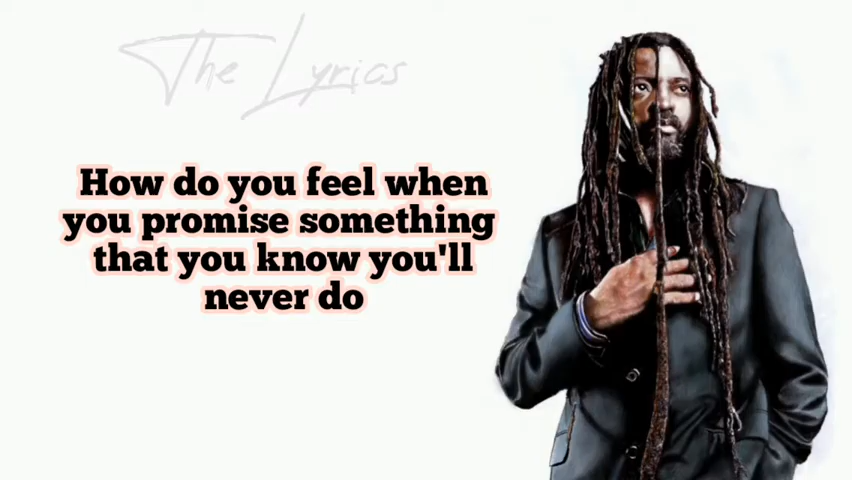 The Lyrics
How do you feel when
you promise something
that you know you'll
never do